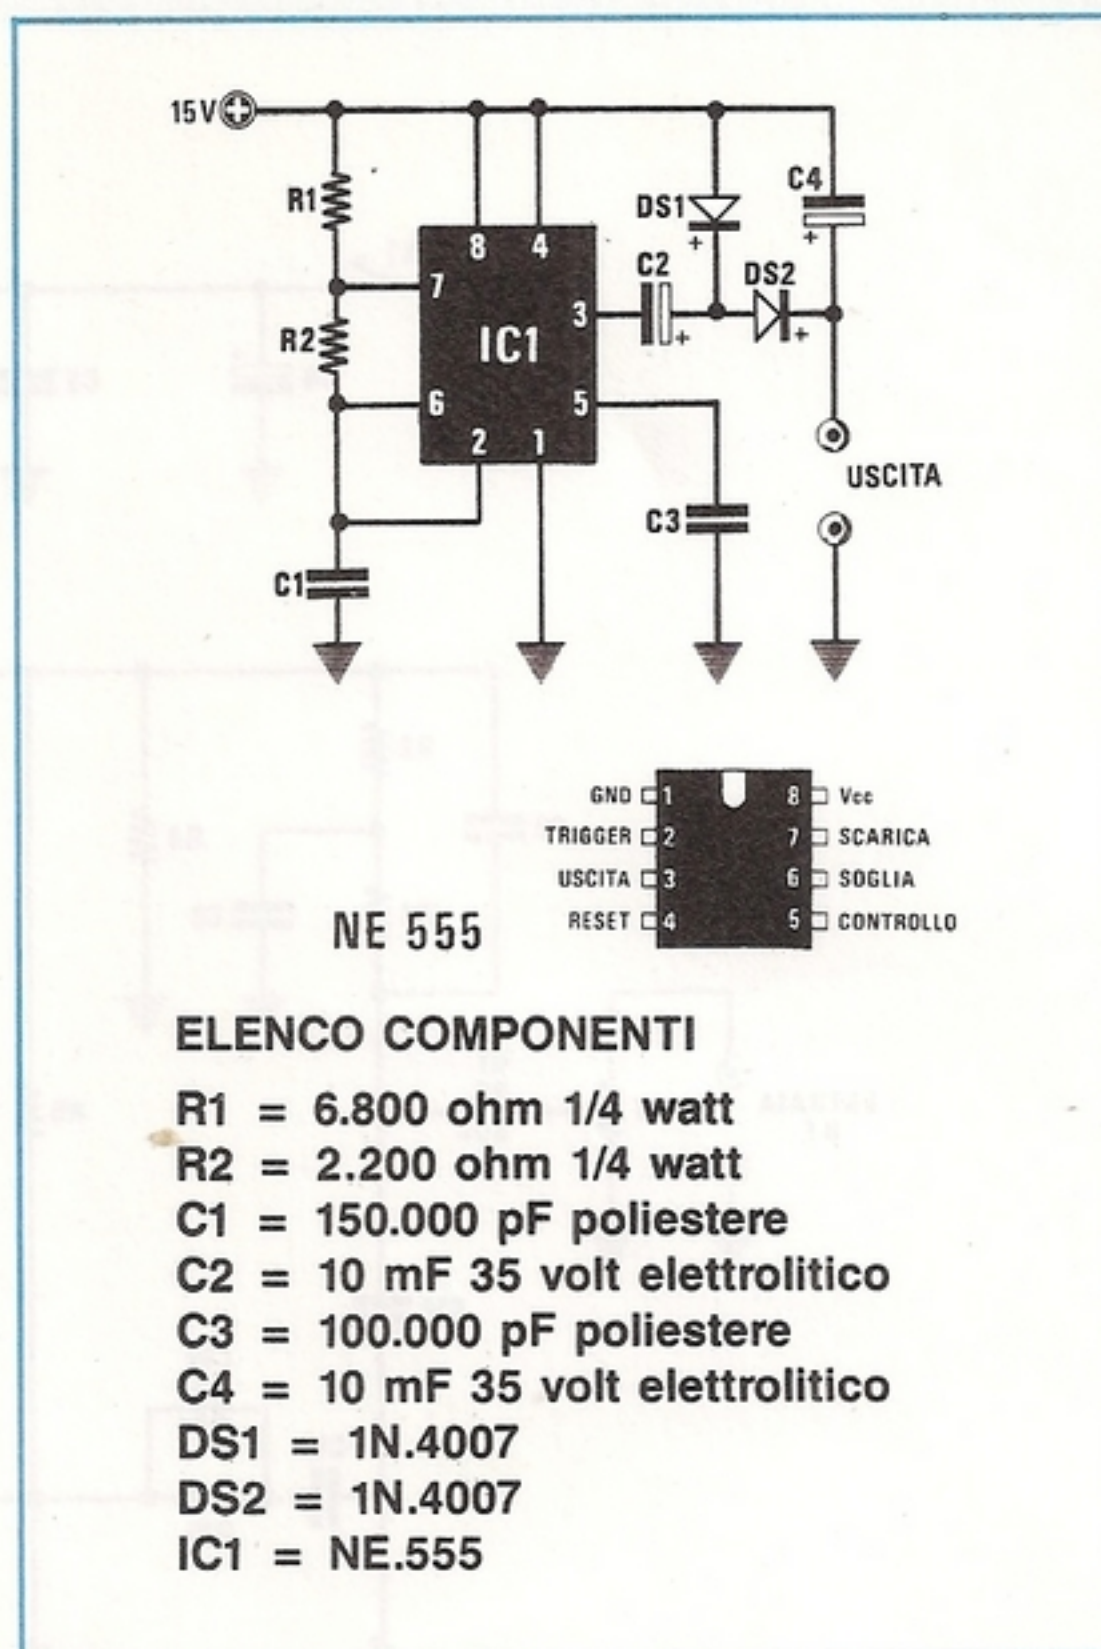 15V
R1
DS1
C4
8 4
7
C2
DS2
3
R2
IC1
+
+
+
+
6
5
2 1
USCITA
C3
C1
GND 1 8 Vcc
TRIGGER 2 7 SCARICA
USCITA 3 6 SOGLIA
RESET 4 5 CONTROLLO
NE 555
ELENCO COMPONENTI
R1 = 6.800 ohm 1/4 watt
R2 = 2.200 ohm 1/4 watt
C1 = 150.000 pF poliestere
C2 = 10 mF 35 volt elettrolitico
C3 = 100.000 pF poliestere
C4 = 10 mF 35 volt elettrolitico
DS1 = 1N.4007
DS2 = 1N.4007
IC1 = NE.555